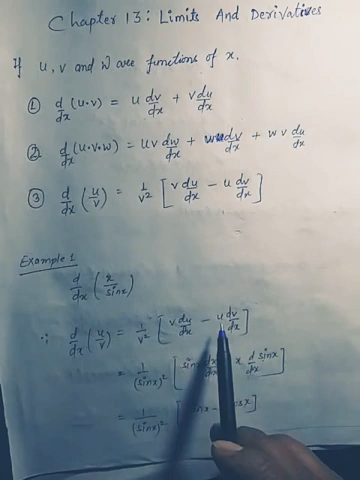 Chapter 13: Limits And Derivatives
If u, v and w are functions of x.
① d/dx (u·v) = u dv/dx + v du/dx
② d/dx (u·v·w) = uv dw/dx + wu dv/dx + wv du/dx
③ d/dx (u/v) = 1/v² [v du/dx − u dv/dx]
Example 1
d/dx (x/sinx)
∵ d/dx (u/v) = 1/v² [v du/dx − u dv/dx]
= 1/(sinx)² [sinx dx/dx x d/dx sinx]
= 1/(sinx)² [ − ]